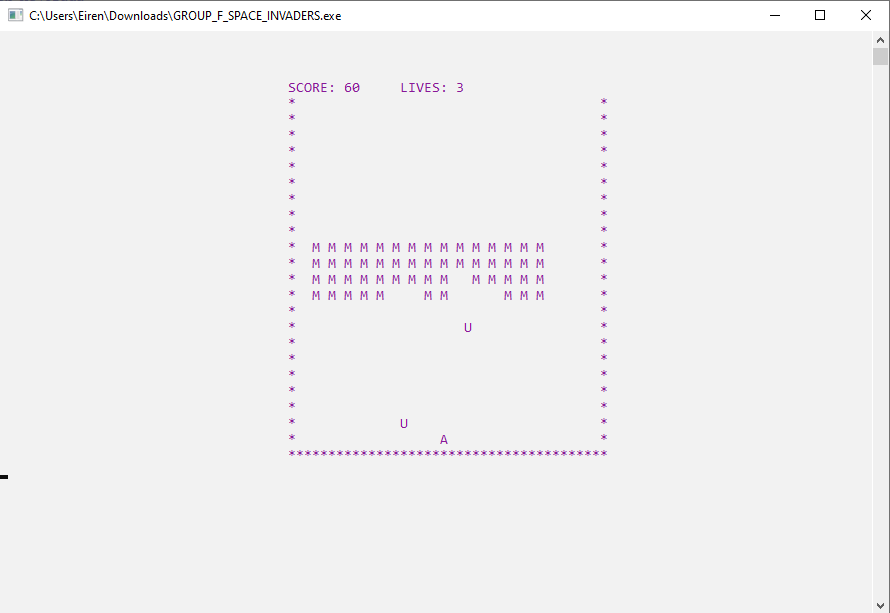 C:\Users\Eiren\Downloads\GROUP_F_SPACE_INVADERS.exe
SCORE: 60     LIVES: 3
*                                      *
*                                      *
*                                      *
*                                      *
*                                      *
*                                      *
*                                      *
*                                      *
*                                      *
*  M M M M M M M M M M M M M M M       *
*  M M M M M M M M M M M M M M M       *
*  M M M M M M M M M   M M M M M       *
*  M M M M M     M M       M M M       *
*                                      *
*                     U                *
*                                      *
*                                      *
*                                      *
*                                      *
*                                      *
*             U                        *
*                  A                   *
****************************************